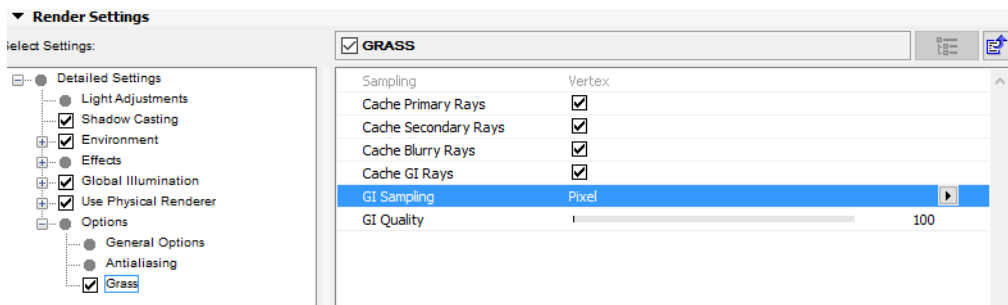 Render Settings
Select Settings:
GRASS
Detailed Settings
Light Adjustments
Shadow Casting
Environment
Effects
Global Illumination
Use Physical Renderer
Options
General Options
Antialiasing
Grass
Sampling Vertex
Cache Primary Rays
Cache Secondary Rays
Cache Blurry Rays
Cache GI Rays
GI Sampling Pixel
GI Quality 100